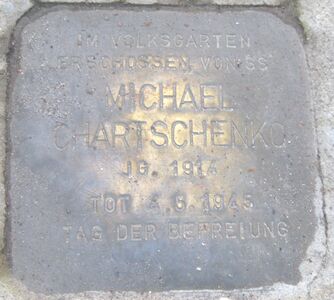 IM VOLKSGARTEN
ERSCHOSSEN VON SS
MICHAEL
CHARTSCHENKO
JG. 1914
TOT 4.6.1945
TAG DER BEFREIUNG